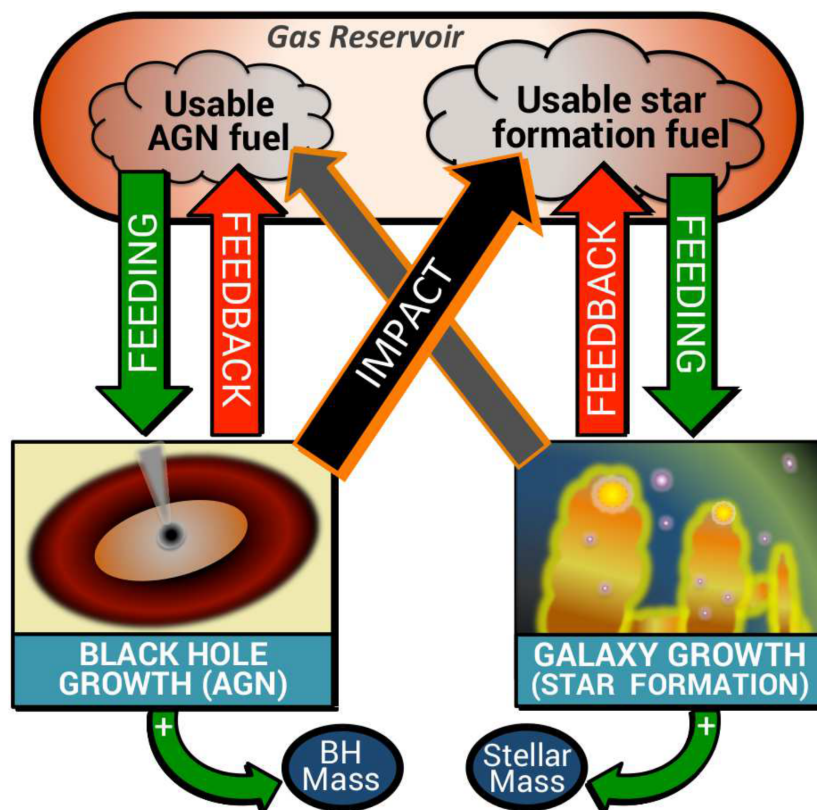 Gas Reservoir
Usable
AGN fuel
Usable star
formation fuel
FEEDING
FEEDBACK
IMPACT
FEEDBACK
FEEDING
BLACK HOLE
GROWTH (AGN)
GALAXY GROWTH
(STAR FORMATION)
+
BH
Mass
Stellar
Mass
+